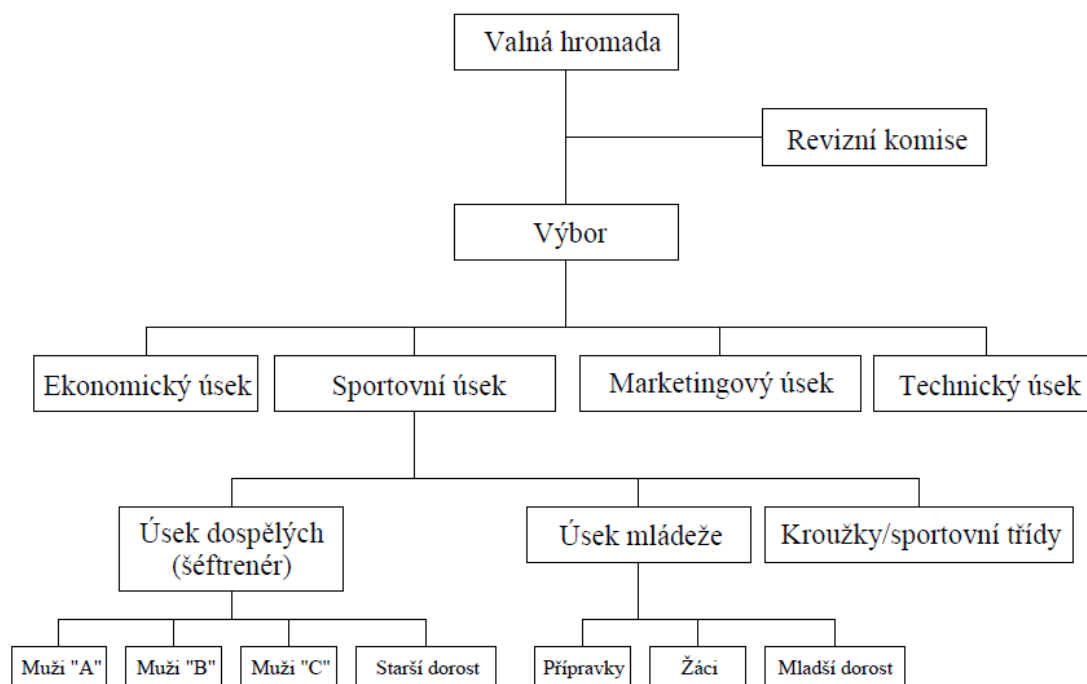 Valná hromada
Revizní komise
Výbor
Ekonomický úsek
Sportovní úsek
Marketingový úsek
Technický úsek
Úsek dospělých
(šéftrenér)
Úsek mládeže
Kroužky/sportovní třídy
Muži "A"
Muži "B"
Muži "C"
Starší dorost
Přípravky
Žáci
Mladší dorost